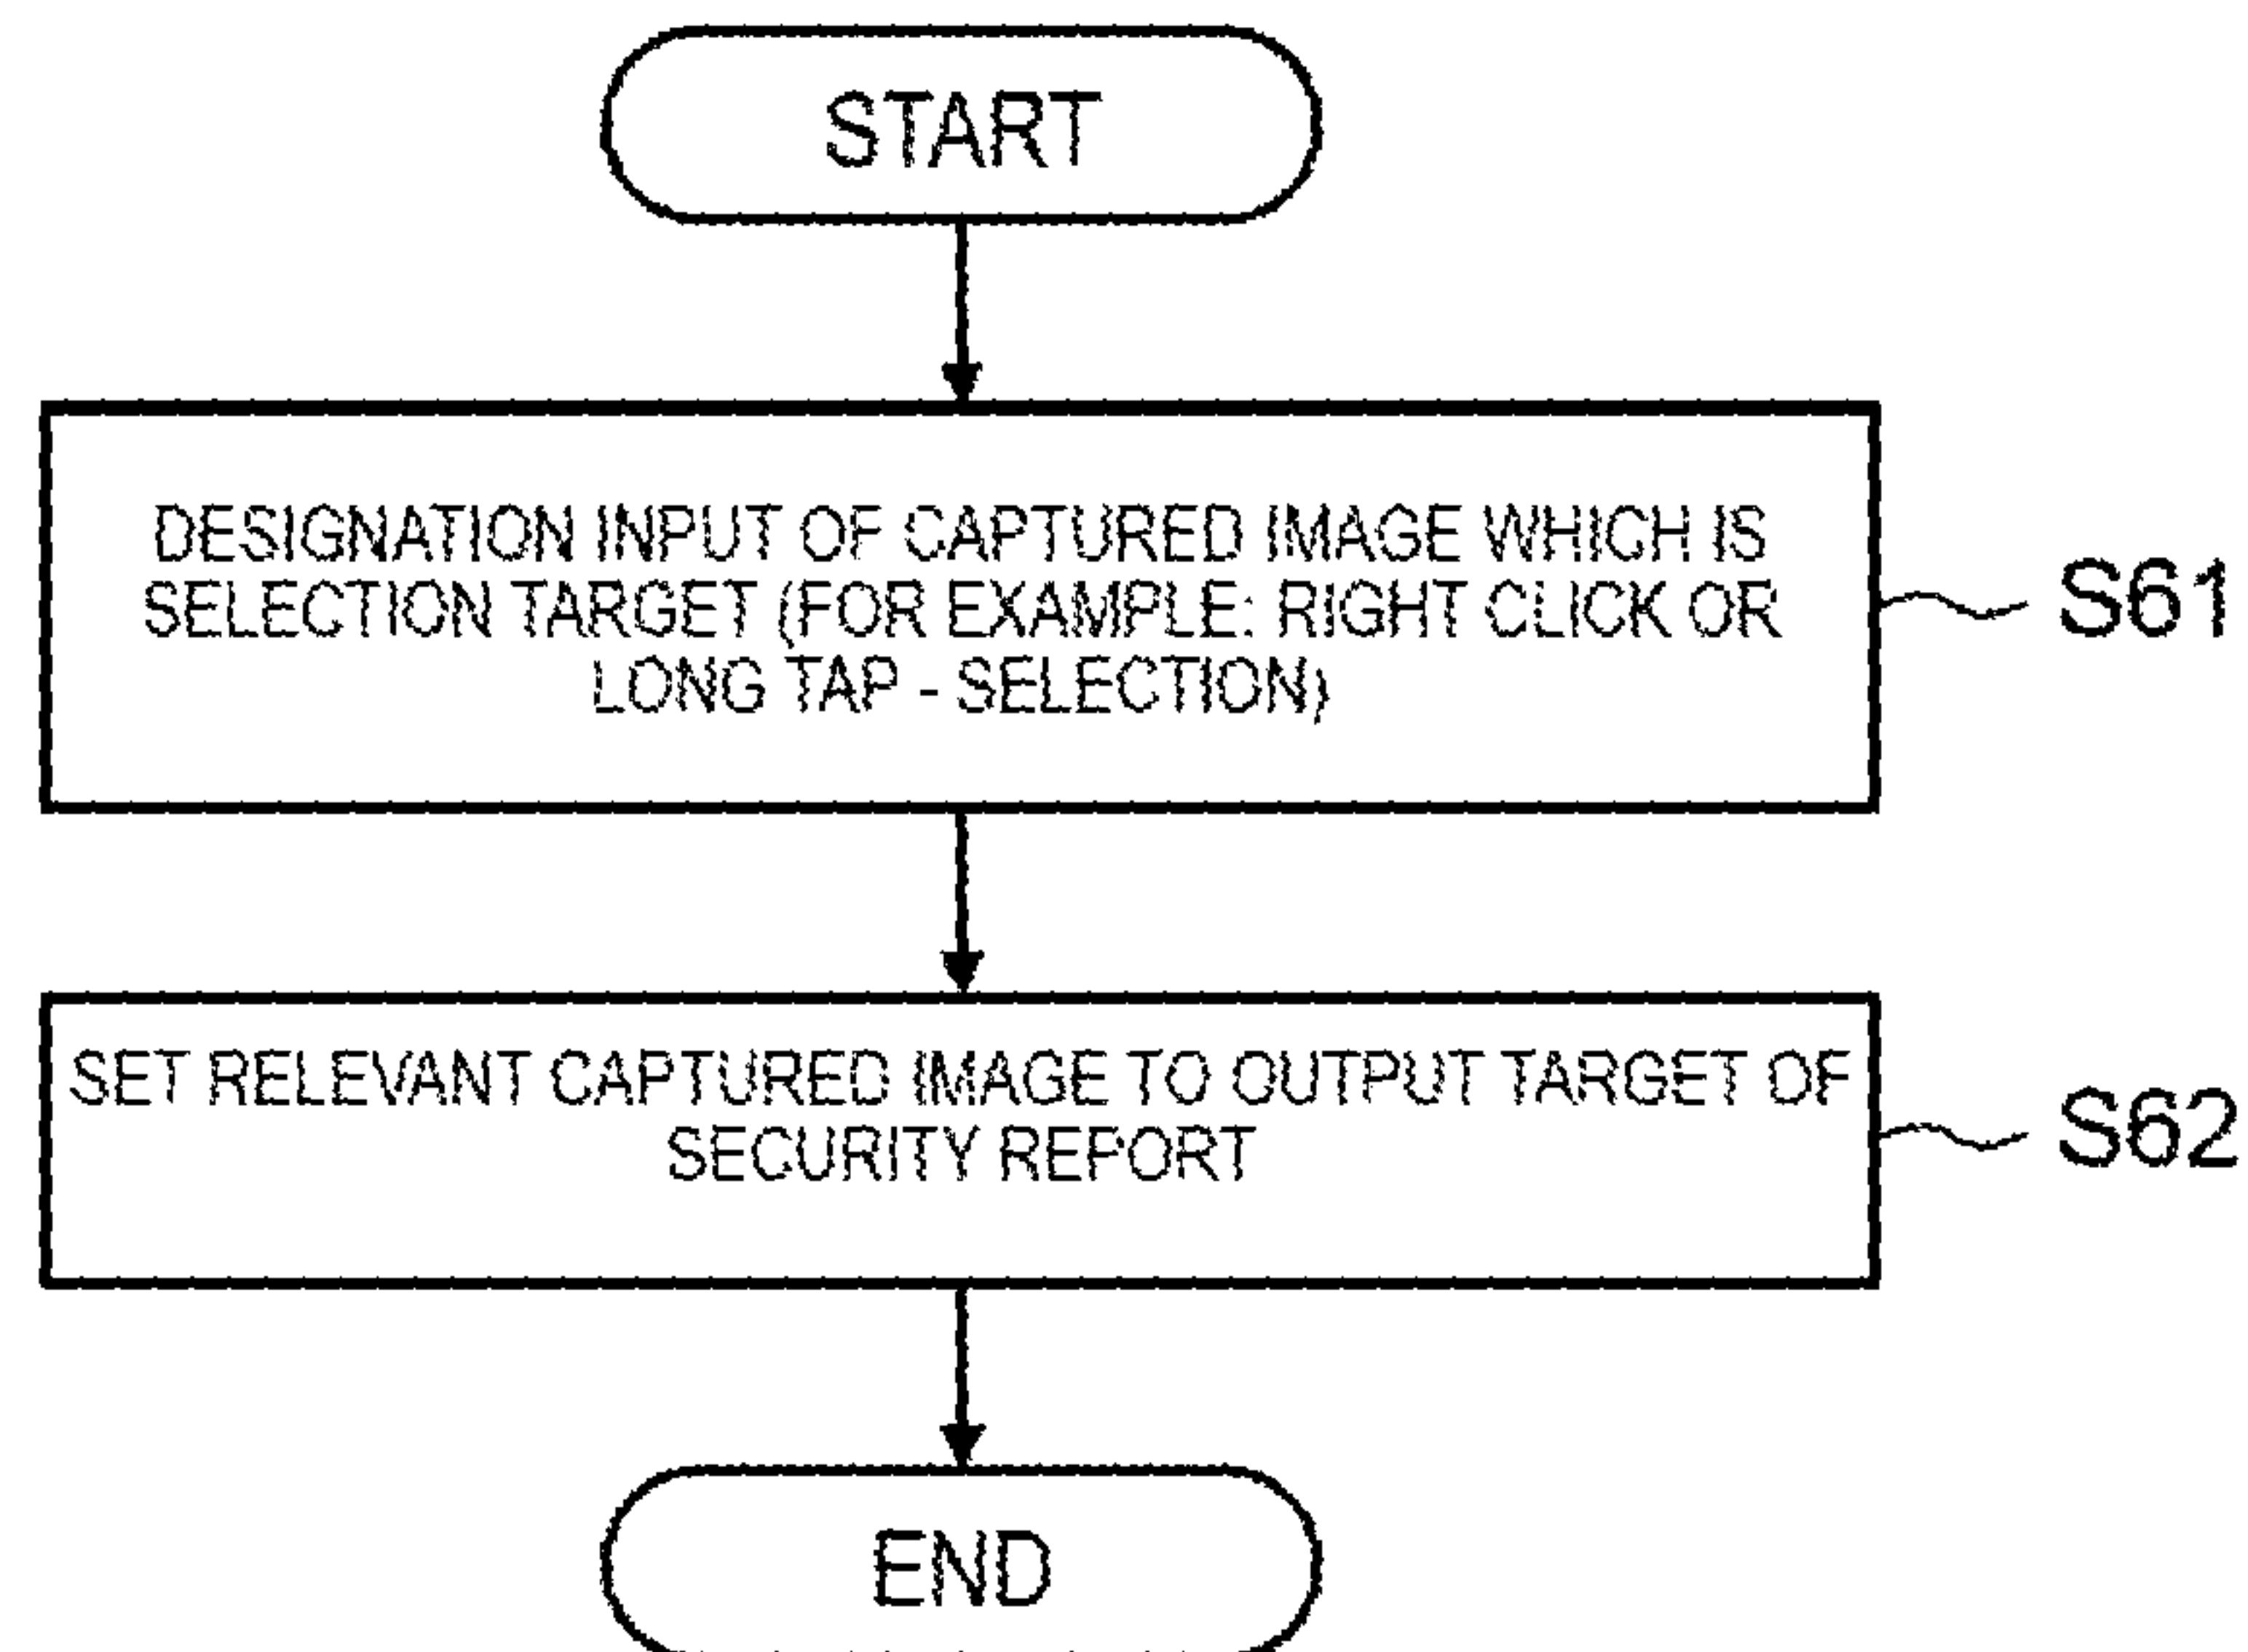 START
DESIGNATION INPUT OF CAPTURED IMAGE WHICH IS
SELECTION TARGET (FOR EXAMPLE: RIGHT CLICK OR
LONG TAP - SELECTION)
S61
SET RELEVANT CAPTURED IMAGE TO OUTPUT TARGET OF
SECURITY REPORT
S62
END